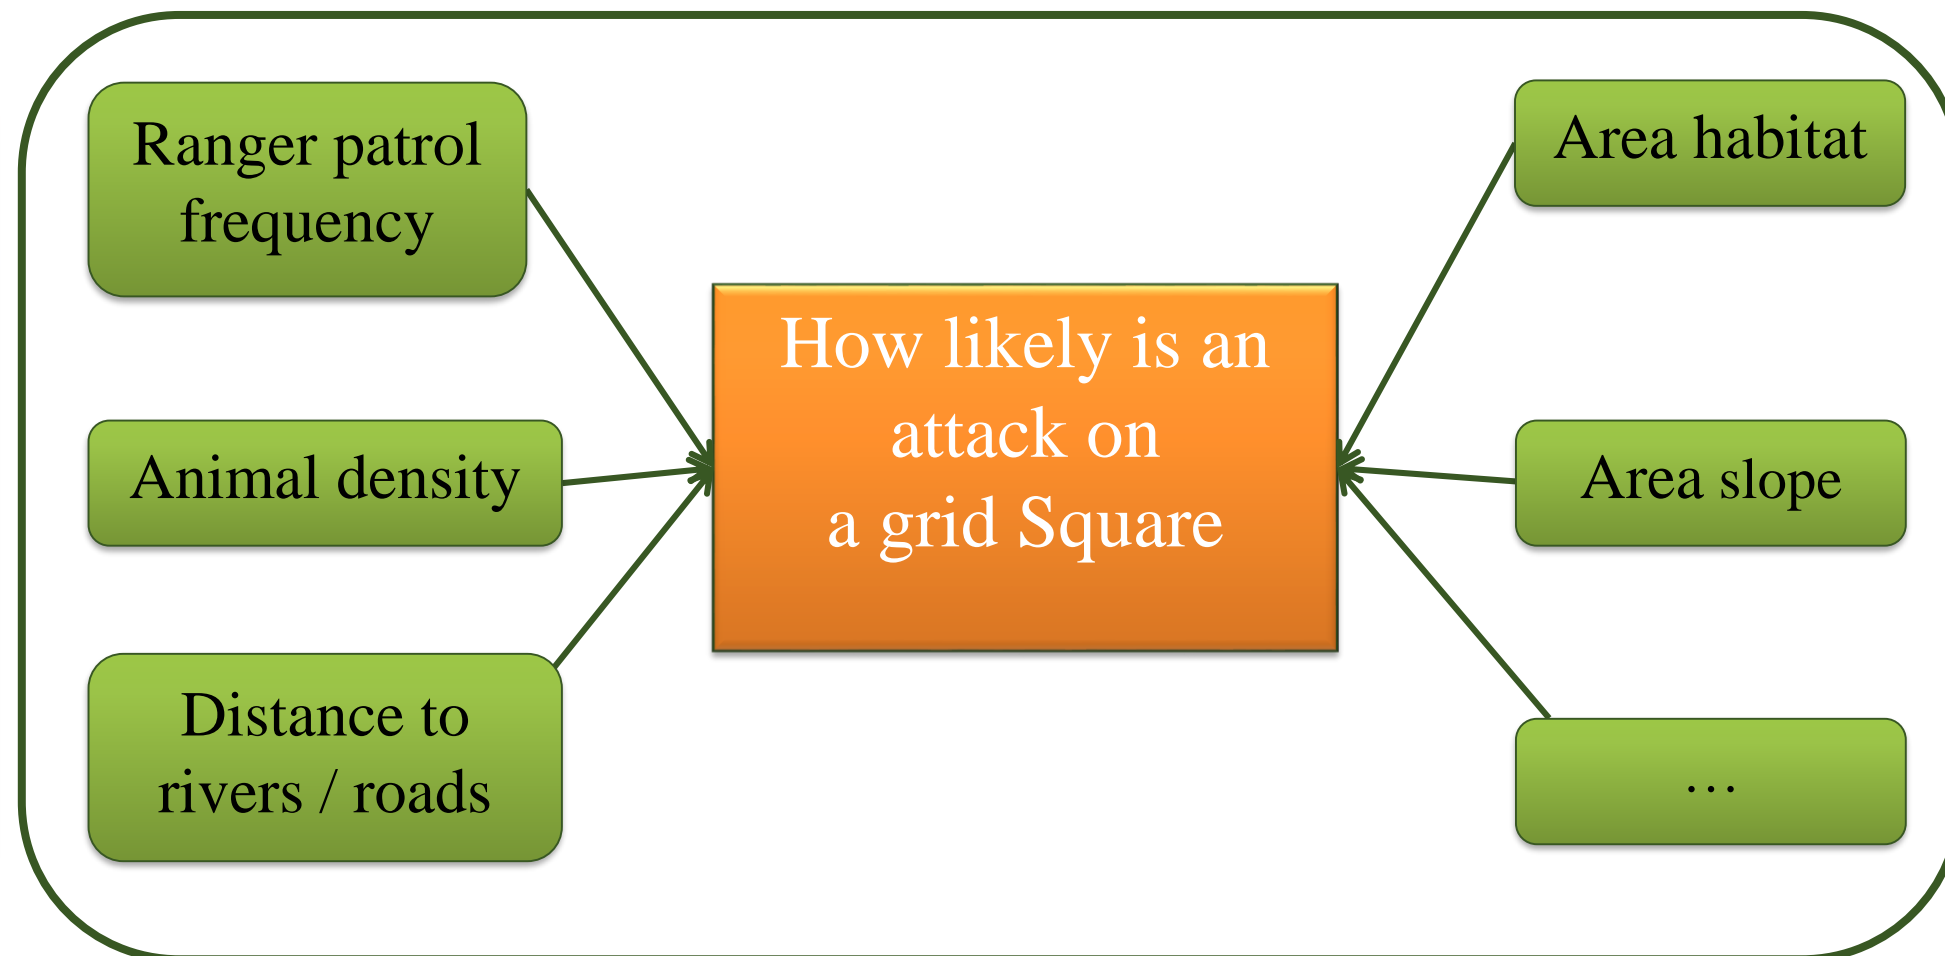 Ranger patrol
frequency
Animal density
Distance to
rivers / roads
How likely is an
attack on
a grid Square
Area habitat
Area slope
…